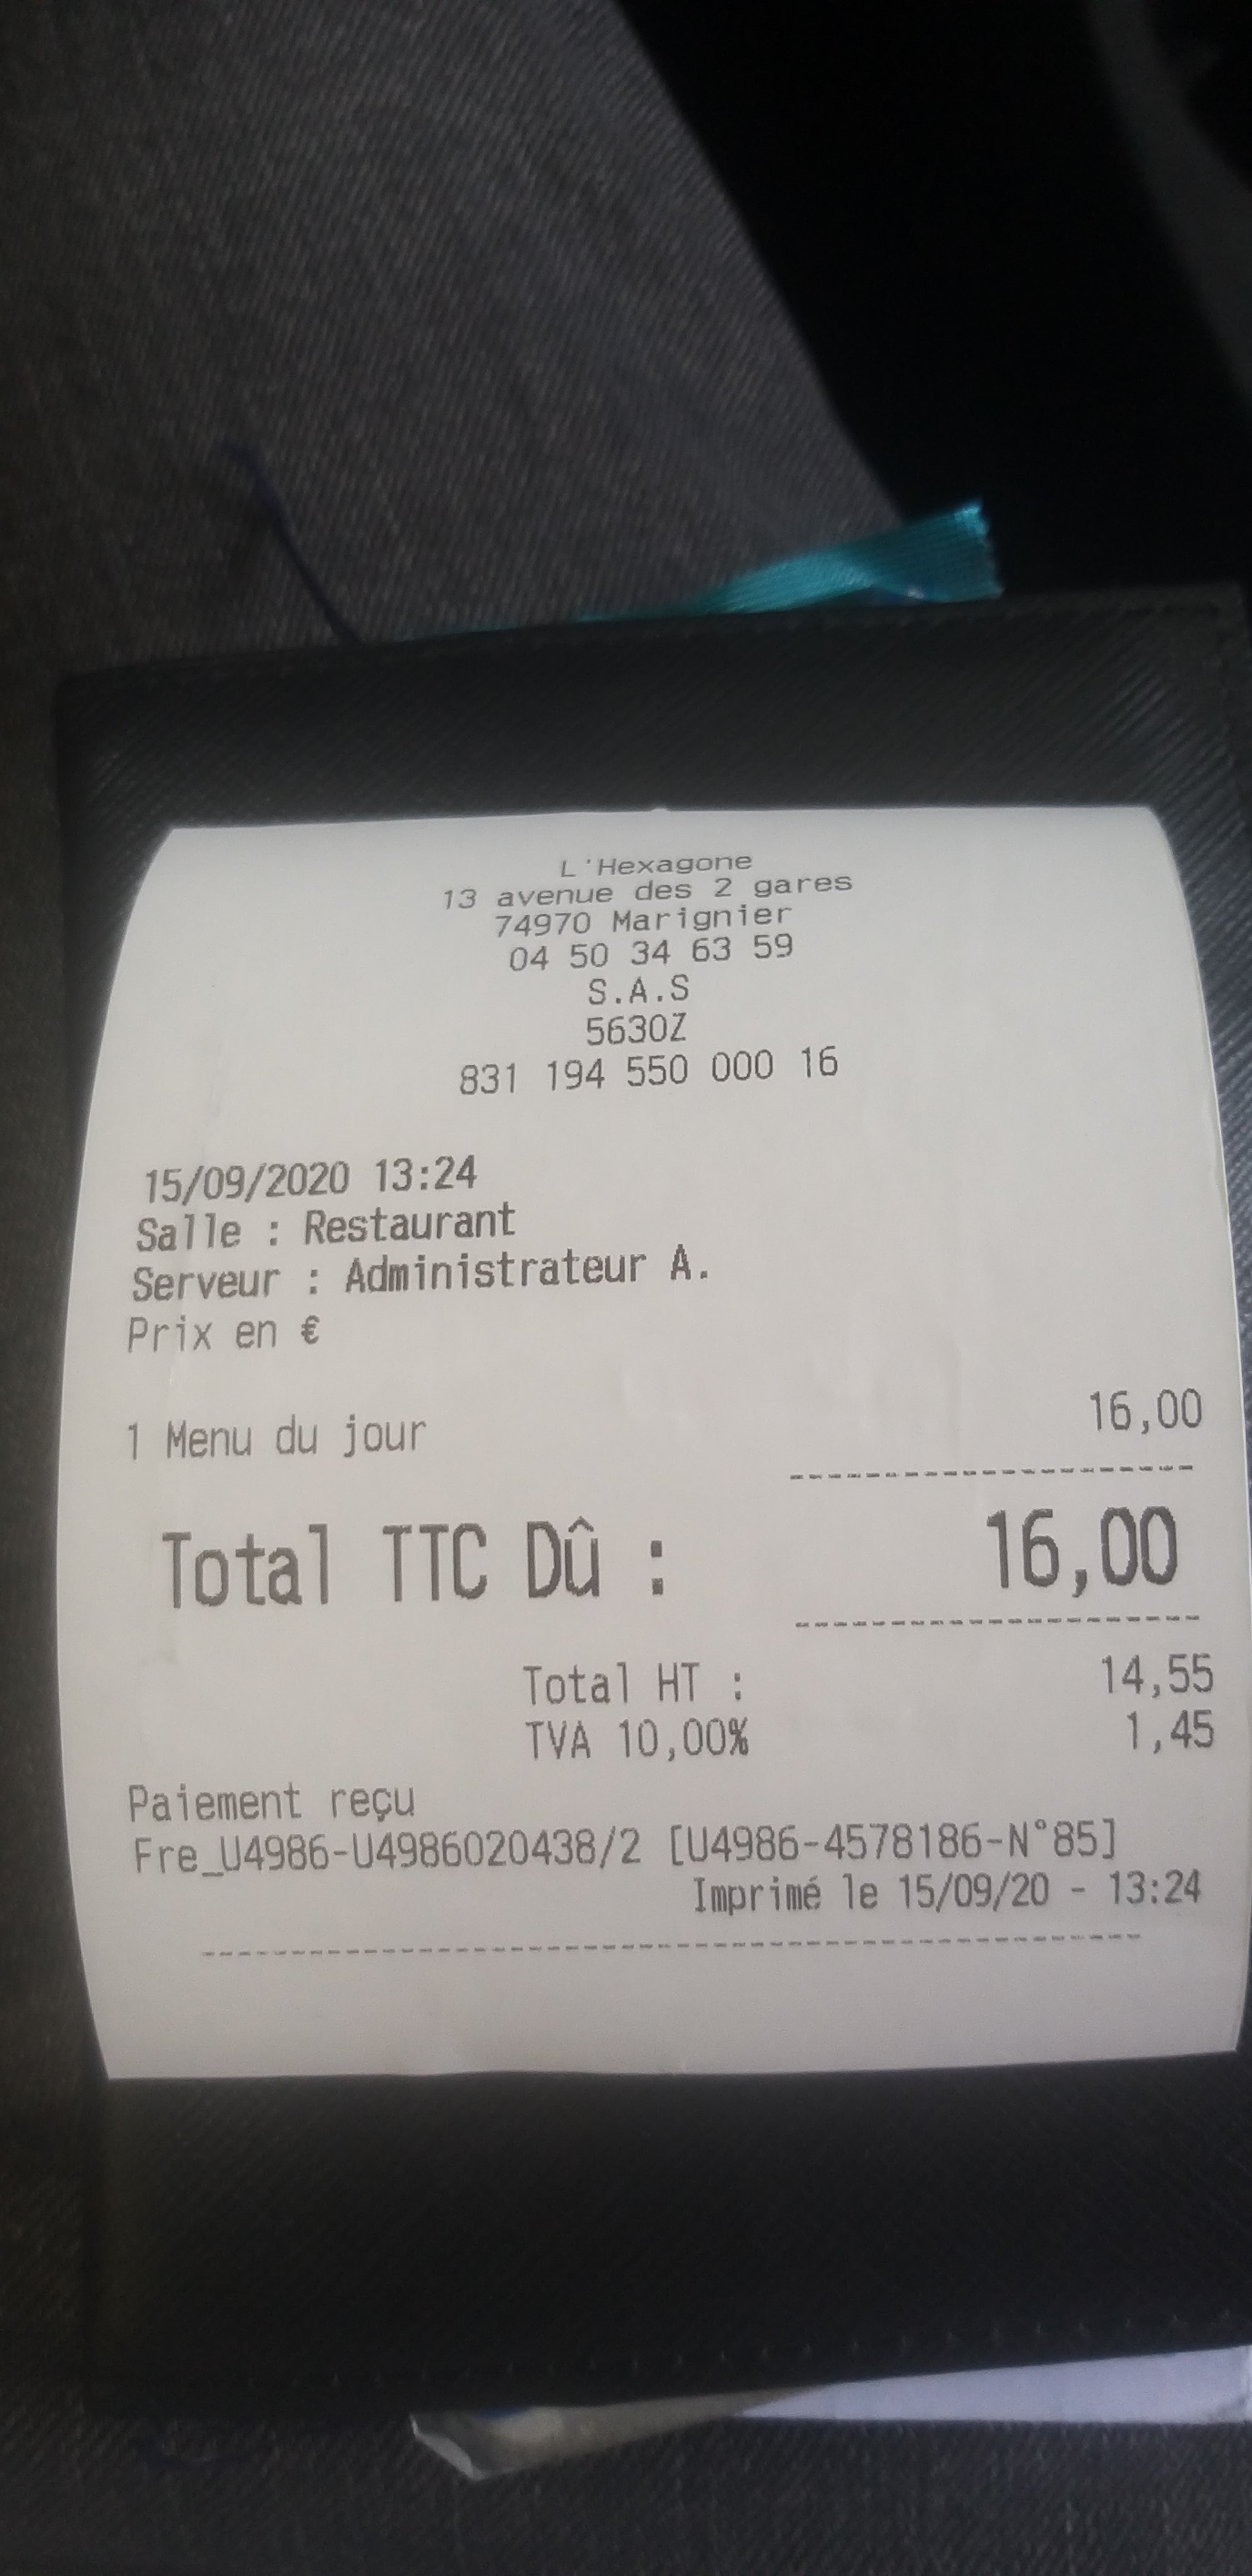 L'Hexagone
13 avenue des 2 gares
74970 Marignier
04 50 34 63 59
S.A.S
5630Z
831 194 550 000 16
15/09/2020 13:24
Salle : Restaurant
Serveur : Administrateur A.
Prix en €
1 Menu du jour 16,00
Total TTC Dû : 16,00
Total HT : 14,55
TVA 10,00% 1,45
Paiement reçu
Fre_U4986-U4986020438/2 [U4986-4578186-N°85]
Imprimé le 15/09/20 - 13:24